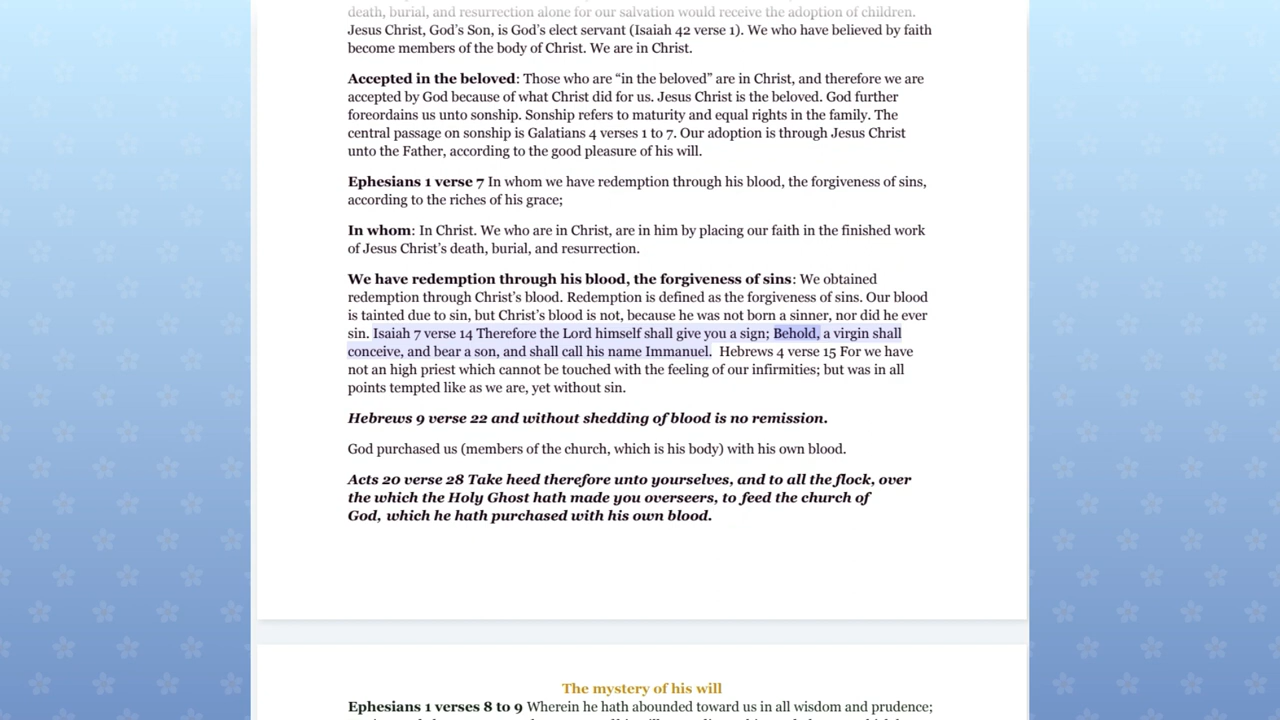 death, burial, and resurrection alone for our salvation would receive the adoption of children.
Jesus Christ, God’s Son, is God’s elect servant (Isaiah 42 verse 1). We who have believed by faith
become members of the body of Christ. We are in Christ.
Accepted in the beloved: Those who are “in the beloved” are in Christ, and therefore we are
accepted by God because of what Christ did for us. Jesus Christ is the beloved. God further
foreordains us unto sonship. Sonship refers to maturity and equal rights in the family. The
central passage on sonship is Galatians 4 verses 1 to 7. Our adoption is through Jesus Christ
unto the Father, according to the good pleasure of his will.
Ephesians 1 verse 7 In whom we have redemption through his blood, the forgiveness of sins,
according to the riches of his grace;
In whom: In Christ. We who are in Christ, are in him by placing our faith in the finished work
of Jesus Christ’s death, burial, and resurrection.
We have redemption through his blood, the forgiveness of sins: We obtained
redemption through Christ’s blood. Redemption is defined as the forgiveness of sins. Our blood
is tainted due to sin, but Christ’s blood is not, because he was not born a sinner, nor did he ever
sin. Isaiah 7 verse 14 Therefore the Lord himself shall give you a sign; Behold, a virgin shall
conceive, and bear a son, and shall call his name Immanuel.  Hebrews 4 verse 15 For we have
not an high priest which cannot be touched with the feeling of our infirmities; but was in all
points tempted like as we are, yet without sin.
Hebrews 9 verse 22 and without shedding of blood is no remission.
God purchased us (members of the church, which is his body) with his own blood.
Acts 20 verse 28 Take heed therefore unto yourselves, and to all the flock, over
the which the Holy Ghost hath made you overseers, to feed the church of
God, which he hath purchased with his own blood.
The mystery of his will
Ephesians 1 verses 8 to 9 Wherein he hath abounded toward us in all wisdom and prudence;